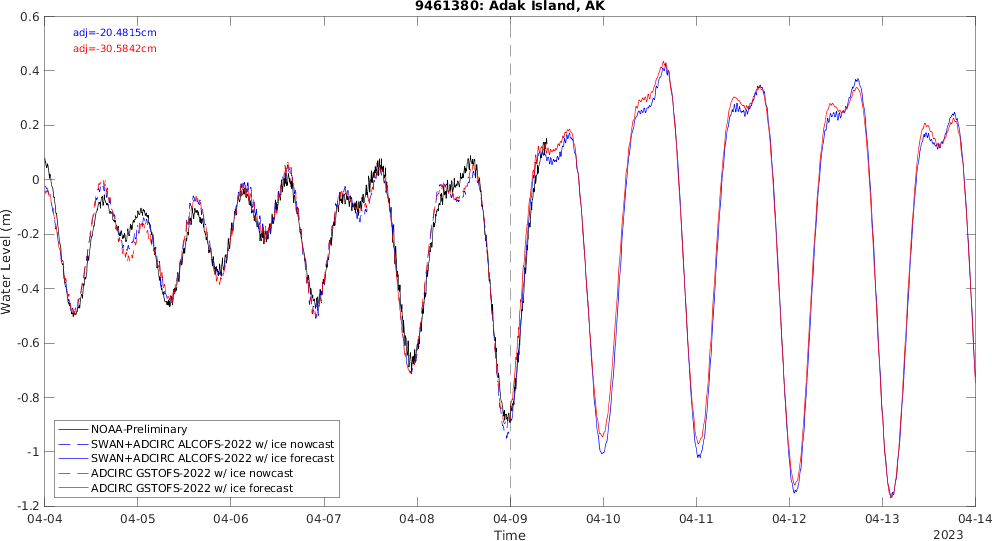 9461380: Adak Island, AK
adj=-20.4815cm
adj=-30.5842cm
0.6
0.4
0.2
0
-0.2
-0.4
-0.6
-0.8
-1
-1.2
Water Level (m)
NOAA-Preliminary
SWAN+ADCIRC ALCOFS-2022 w/ ice nowcast
SWAN+ADCIRC ALCOFS-2022 w/ ice forecast
ADCIRC GSTOFS-2022 w/ ice nowcast
ADCIRC GSTOFS-2022 w/ ice forecast
04-04 04-05 04-06 04-07 04-08 04-09 04-10 04-11 04-12 04-13 04-14
Time
2023